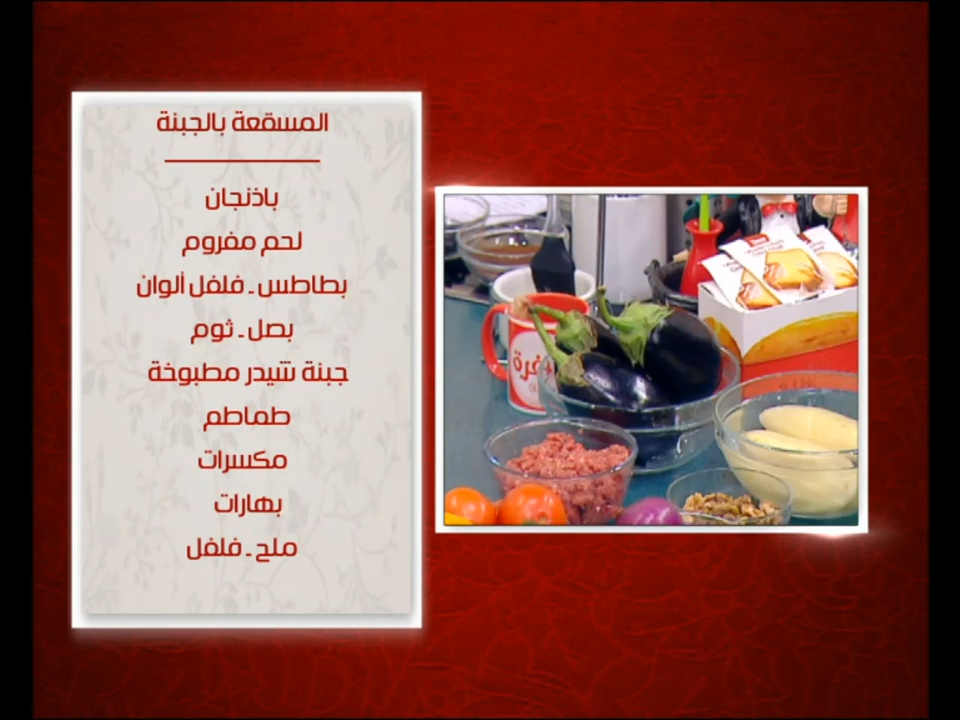 المسقعة بالجبنة
باذنجان
لحم مفروم
بطاطس - فلفل ألوان
بصل - ثوم
جبنة شيدر مطبوخة
طماطم
مكسرات
بهارات
ملح - فلفل